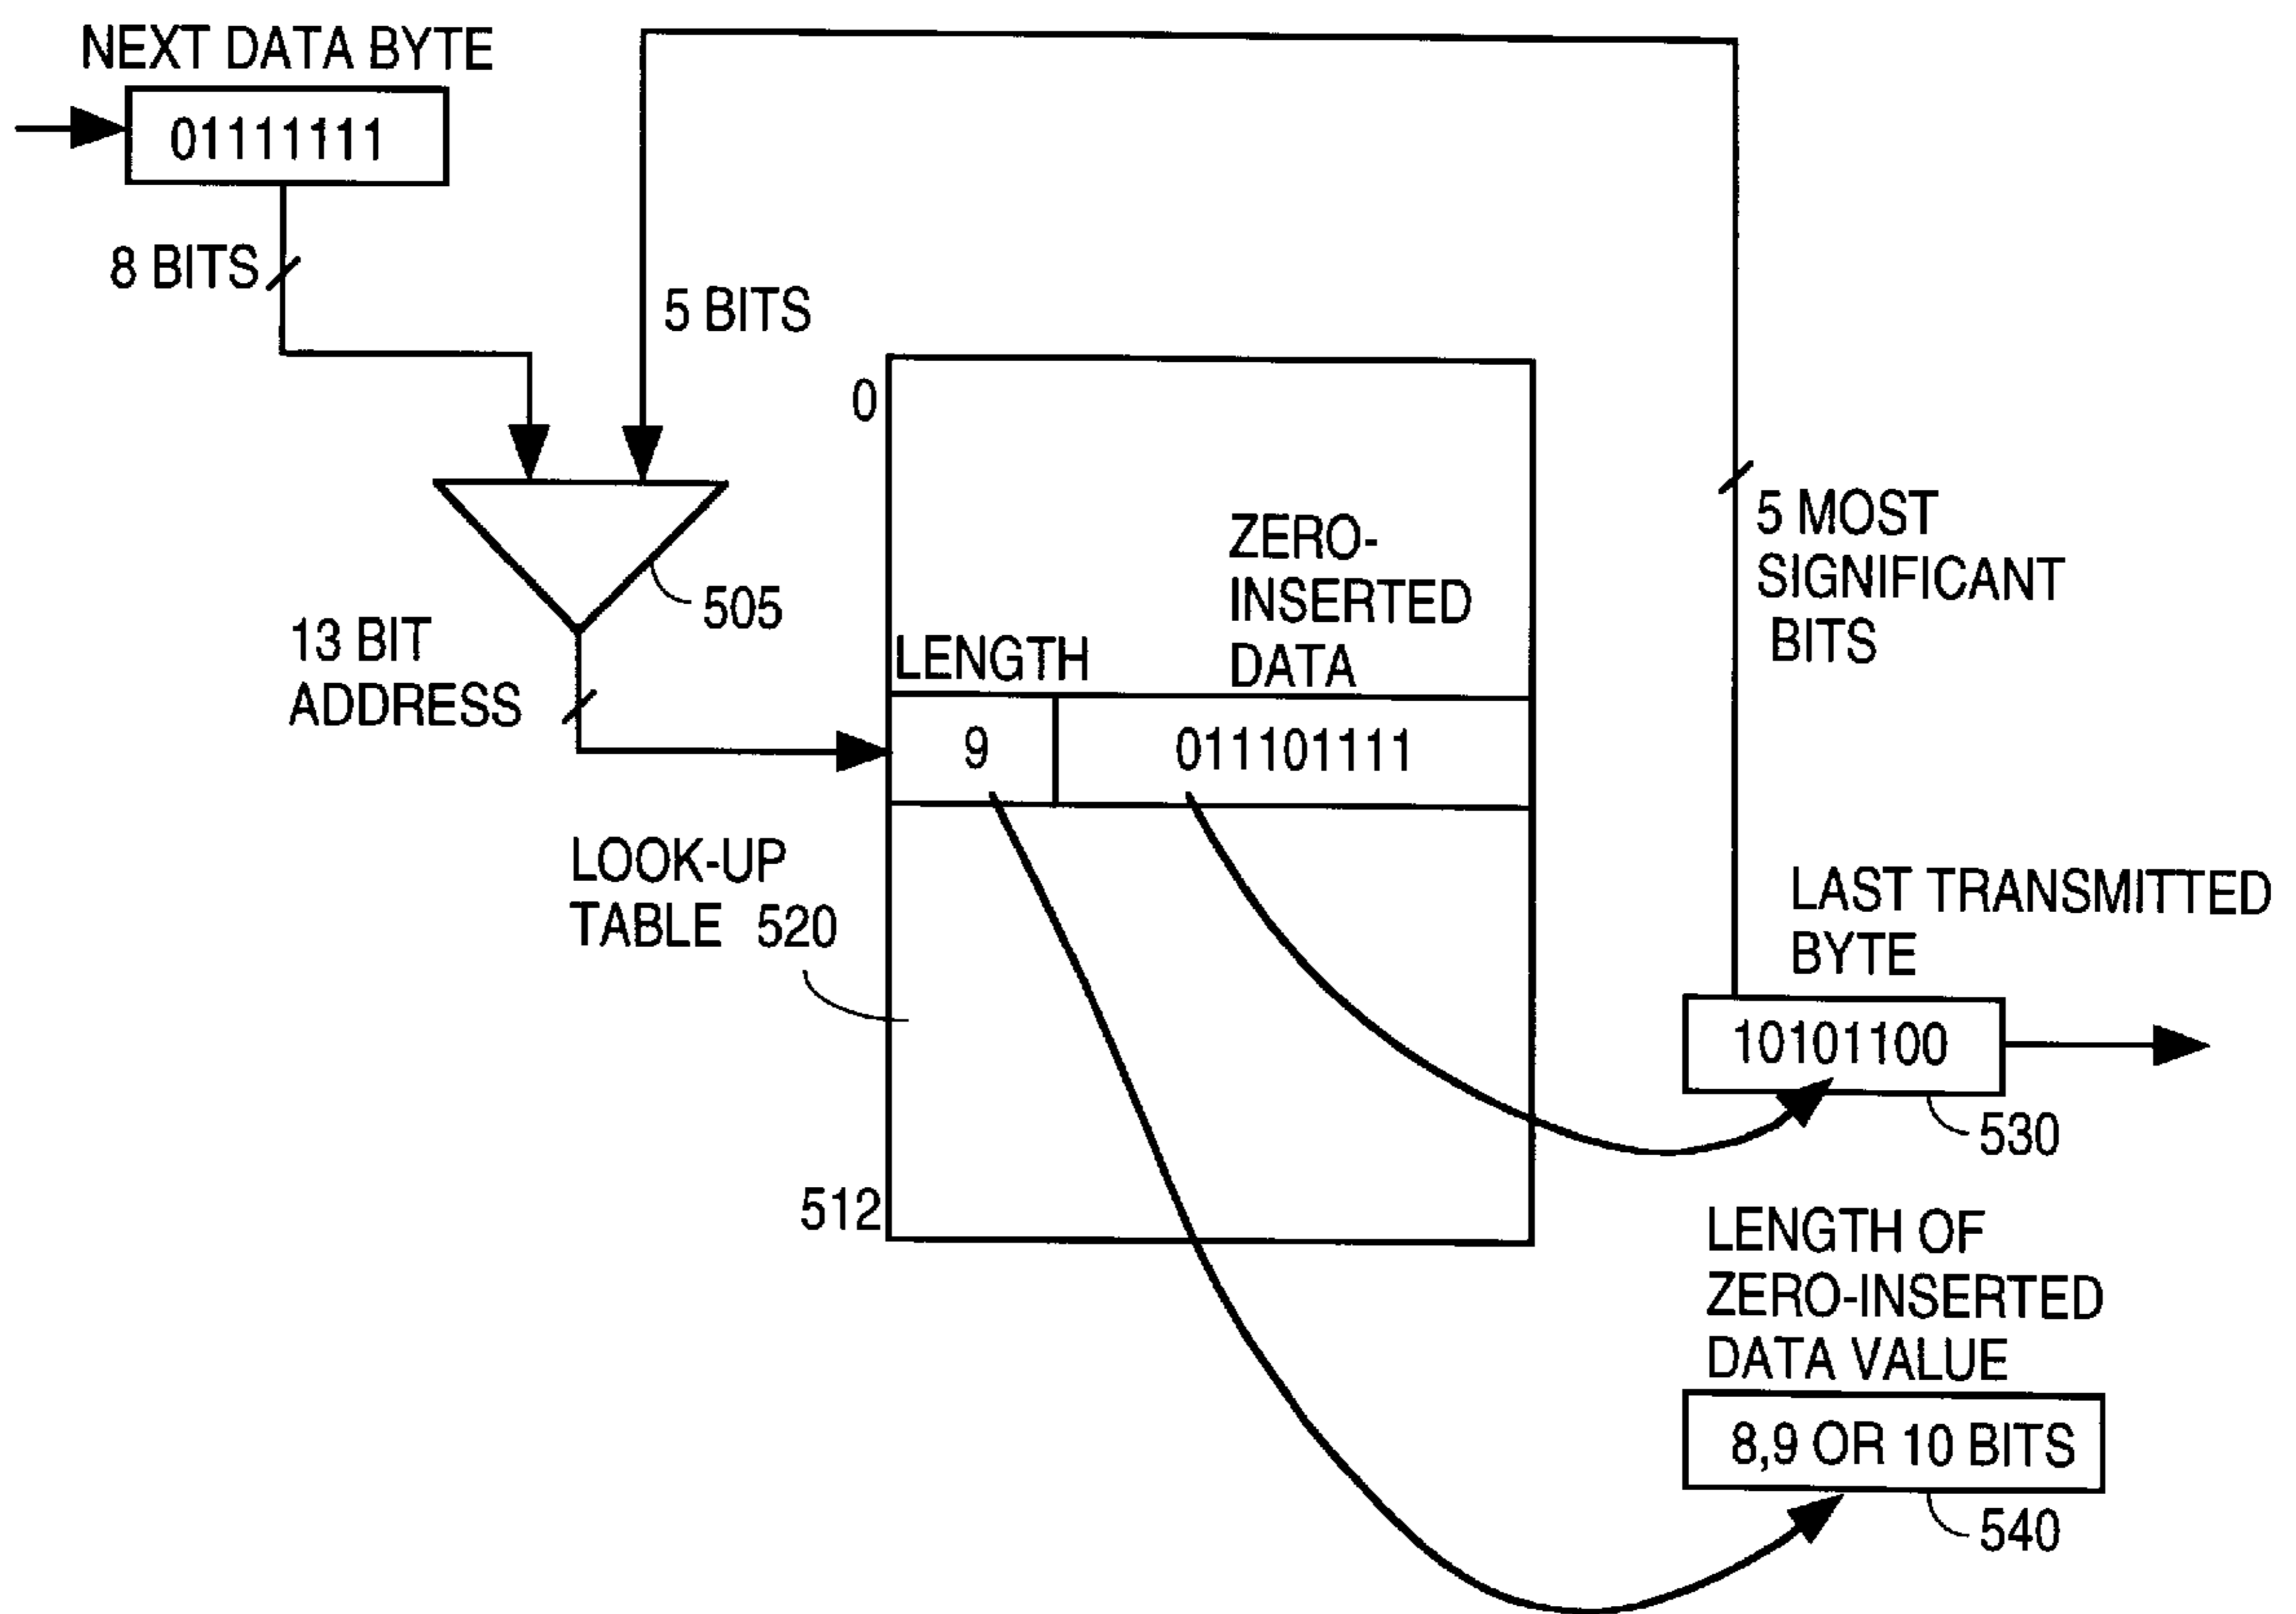 NEXT DATA BYTE
01111111
8 BITS
5 BITS
505
13 BIT
ADDRESS
0
LENGTH
ZERO-
INSERTED
DATA
9
011101111
LOOK-UP
TABLE 520
512
5 MOST
SIGNIFICANT
BITS
LAST TRANSMITTED
BYTE
10101100
530
LENGTH OF
ZERO-INSERTED
DATA VALUE
8,9 OR 10 BITS
540